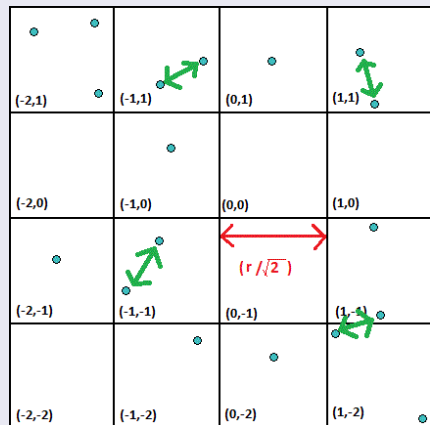 (-2,1) (-1,1) (0,1) (1,1)
(-2,0) (-1,0) (0,0) (1,0)
(r/√2)
(-2,-1) (-1,-1) (0,-1) (1,-1)
(-2,-2) (-1,-2) (0,-2) (1,-2)